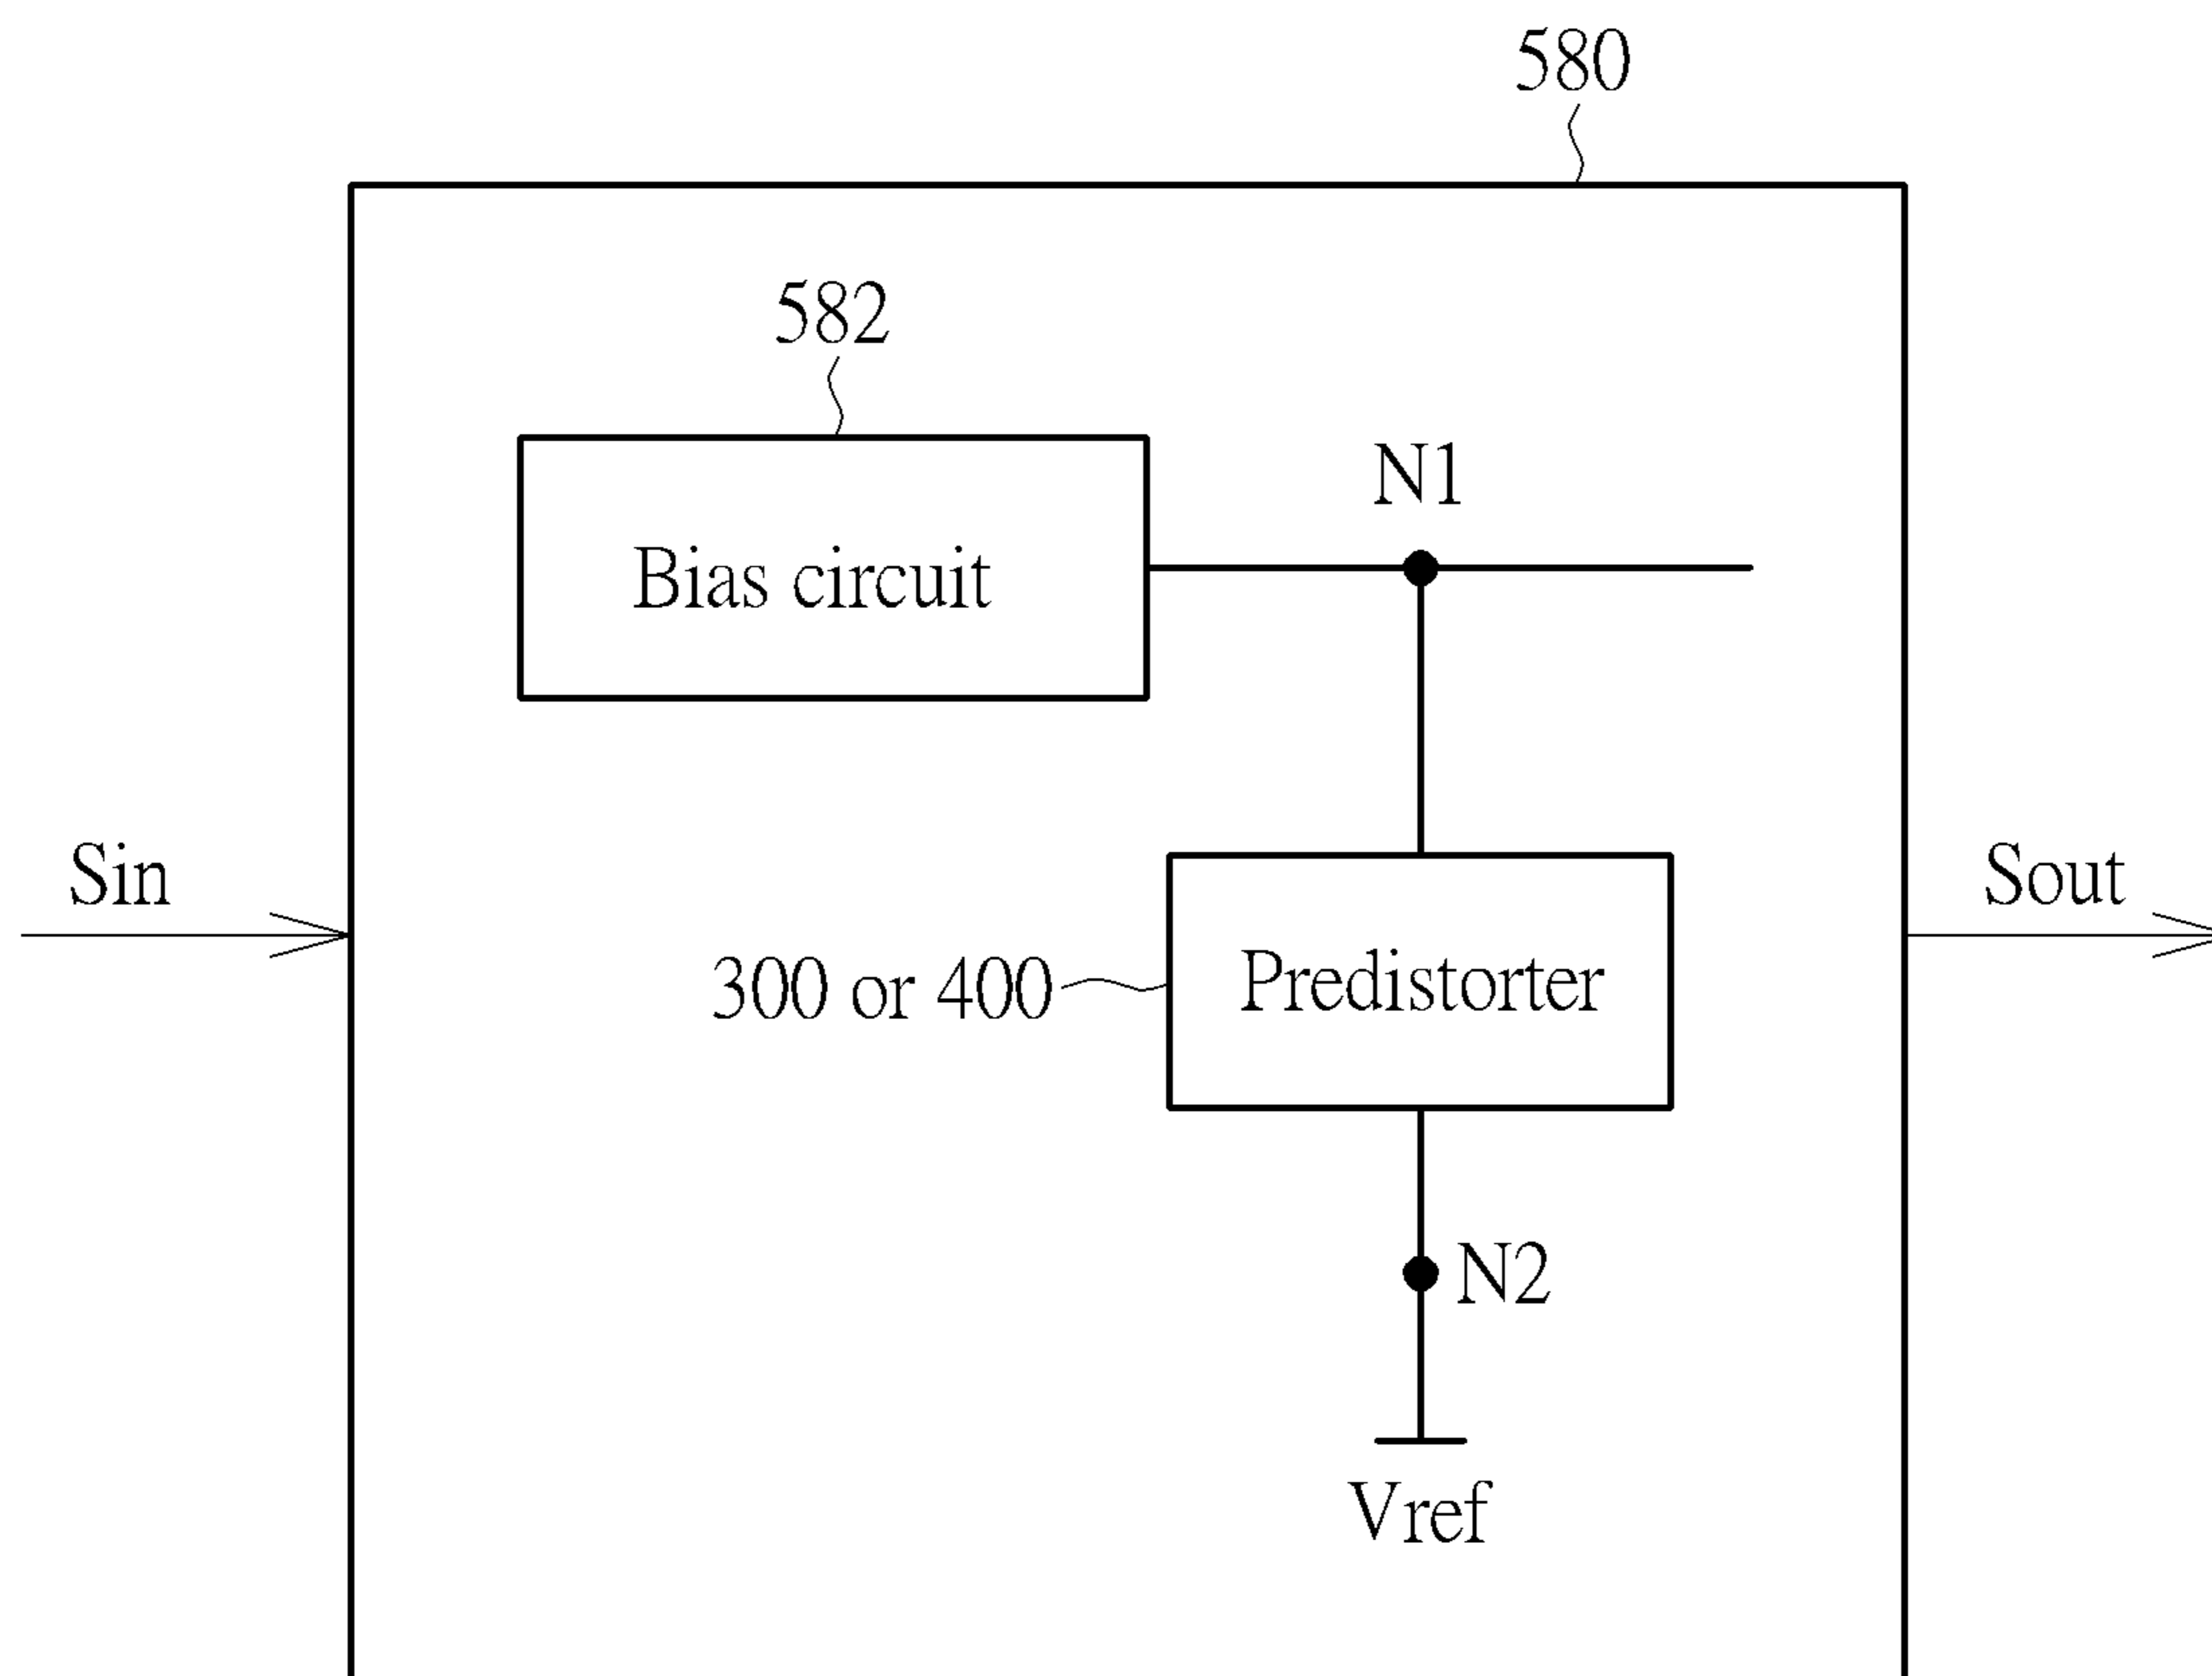 580
582
N1
Bias circuit
Sin
Sout
300 or 400
Predistorter
N2
Vref